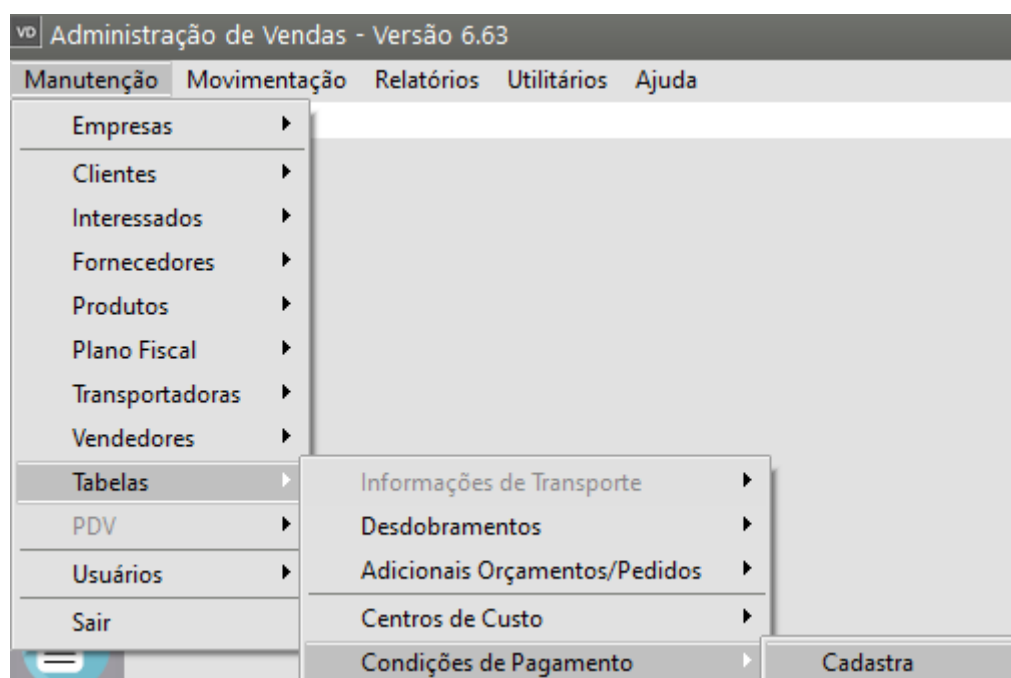 VD Administração de Vendas - Versão 6.63
Manutenção Movimentação Relatórios Utilitários Ajuda
Empresas
Clientes
Interessados
Fornecedores
Produtos
Plano Fiscal
Transportadoras
Vendedores
Tabelas
PDV
Usuários
Sair
Informações de Transporte
Desdobramentos
Adicionais Orçamentos/Pedidos
Centros de Custo
Condições de Pagamento
Cadastra